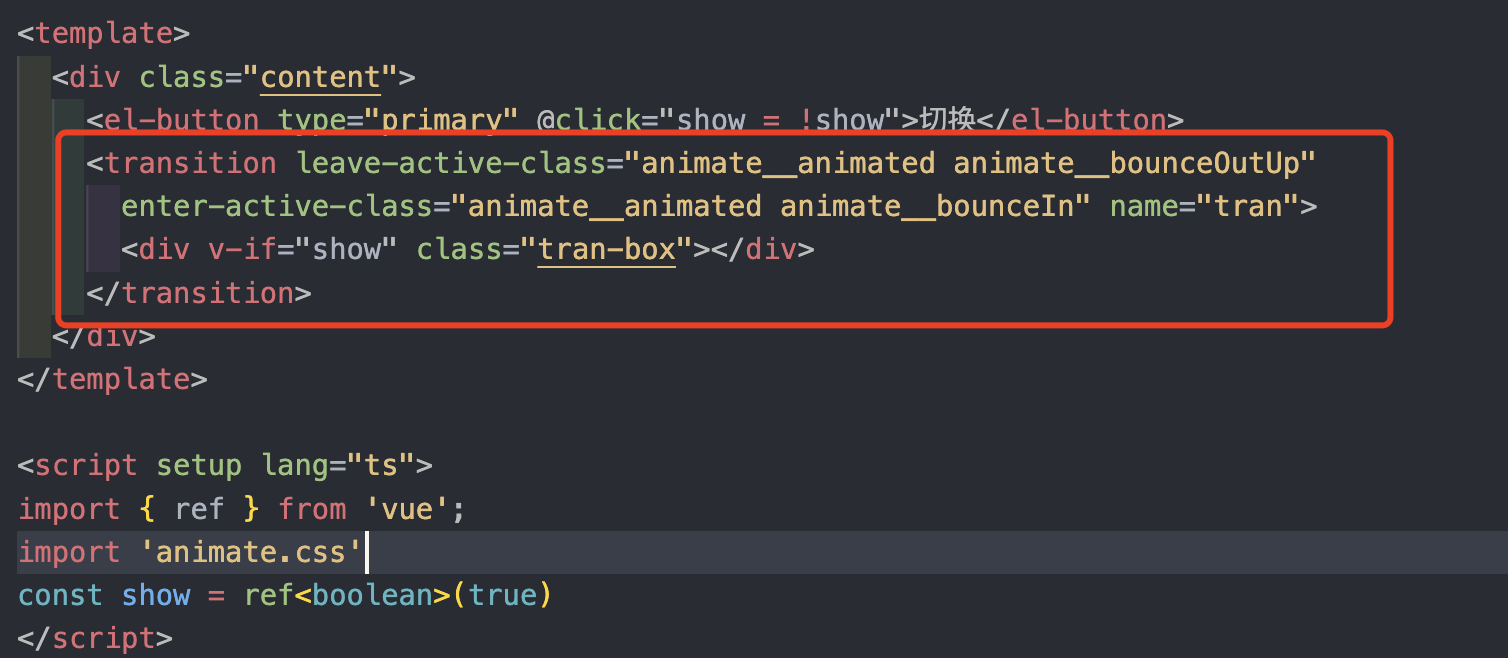 <template>
<div class="content">
<el-button type="primary" @click="show = !show">切换</el-button>
<transition leave-active-class="animate__animated animate__bounceOutUp"
enter-active-class="animate__animated animate__bounceIn" name="tran">
<div v-if="show" class="tran-box"></div>
</transition>
</div>
</template>
<script setup lang="ts">
import { ref } from 'vue';
import 'animate.css'
const show = ref<boolean>(true)
</script>